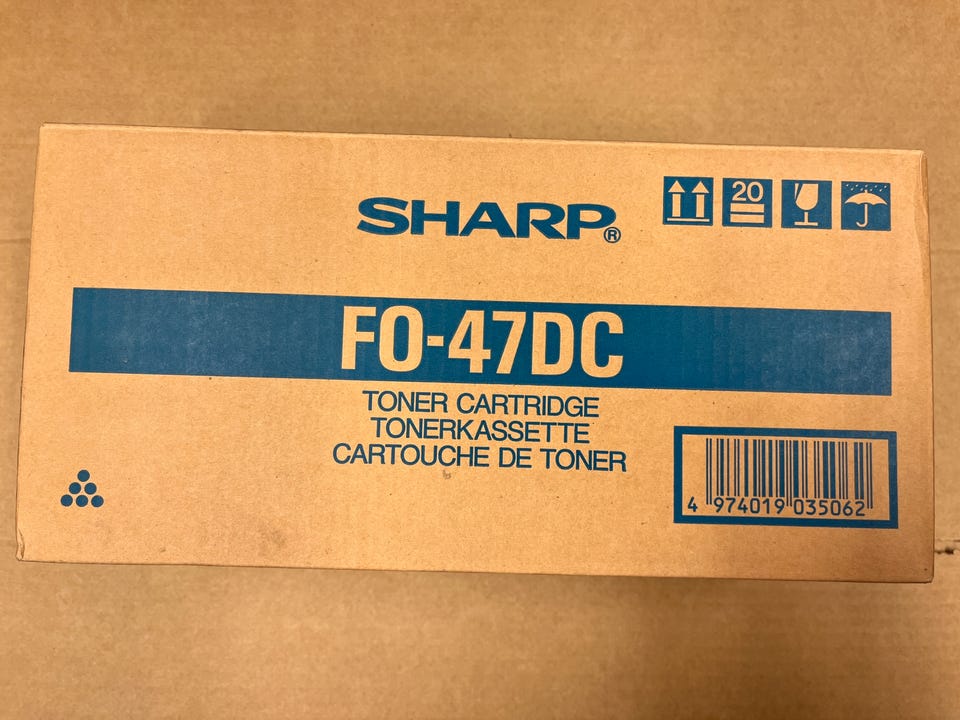 SHARP®
20
FO-47DC
TONER CARTRIDGE
TONERKASSETTE
CARTOUCHE DE TONER
4 974019 035062